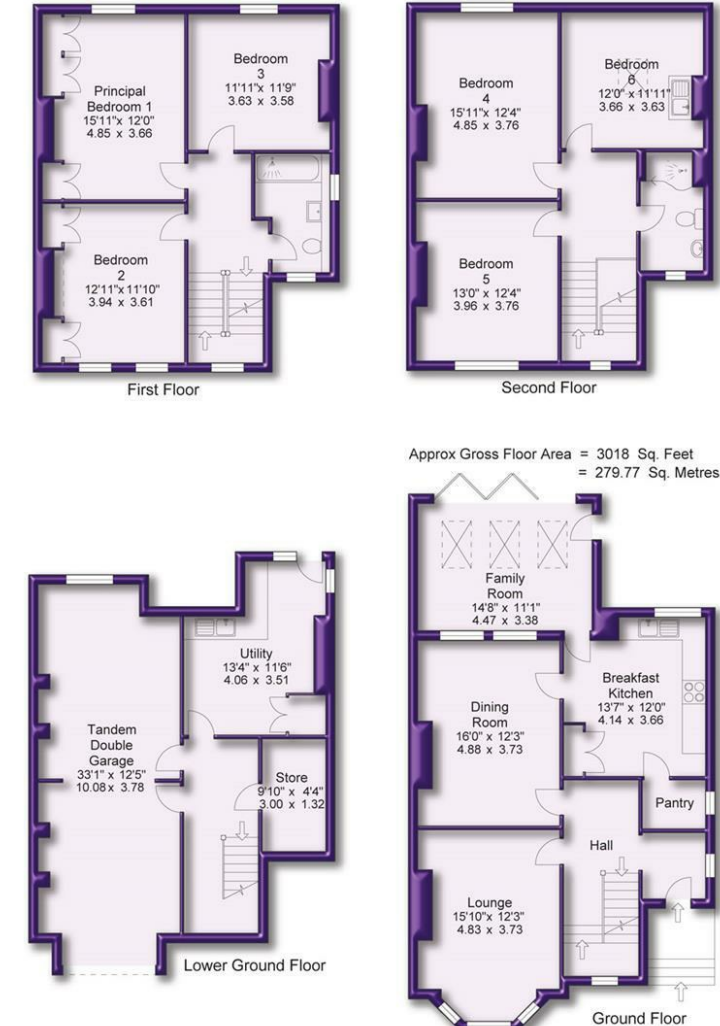 Principal
Bedroom 1
15'11"x 12'0"
4.85 x 3.66
Bedroom
3
11'11"x 11'9"
3.63 x 3.58
Bedroom
2
12'11"x 11'10"
3.94 x 3.61
First Floor
Bedroom
4
15'11"x 12'4"
4.85 x 3.76
Bedroom
6
12'0" x 11'11"
3.66 x 3.63
Bedroom
5
13'0" x 12'4"
3.96 x 3.76
Second Floor
Approx Gross Floor Area = 3018 Sq. Feet
= 279.77 Sq. Metres
Utility
13'4" x 11'6"
4.06 x 3.51
Tandem
Double
Garage
33'1" x 12'5"
10.08 x 3.78
Store
9'10" x 4'4"
3.00 x 1.32
Lower Ground Floor
Family
Room
14'8" x 11'1"
4.47 x 3.38
Breakfast
Kitchen
13'7" x 12'0"
4.14 x 3.66
Dining
Room
16'0" x 12'3"
4.88 x 3.73
Pantry
Hall
Lounge
15'10"x 12'3"
4.83 x 3.73
Ground Floor